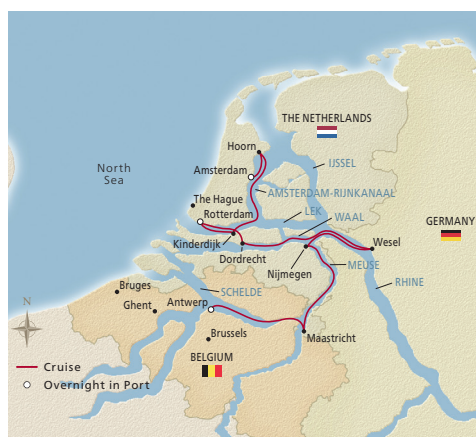 THE NETHERLANDS
Hoorn
IJSSEL
North
Sea
Amsterdam
AMSTERDAM-RIJNKANAAL
The Hague
Rotterdam
LEK
WAAL
GERMANY
Kinderdijk
Dordrecht
Wesel
Nijmegen
MEUSE
RHINE
Bruges
SCHELDE
Ghent
Antwerp
N
Brussels
Maastricht
BELGIUM
Cruise
Overnight in Port